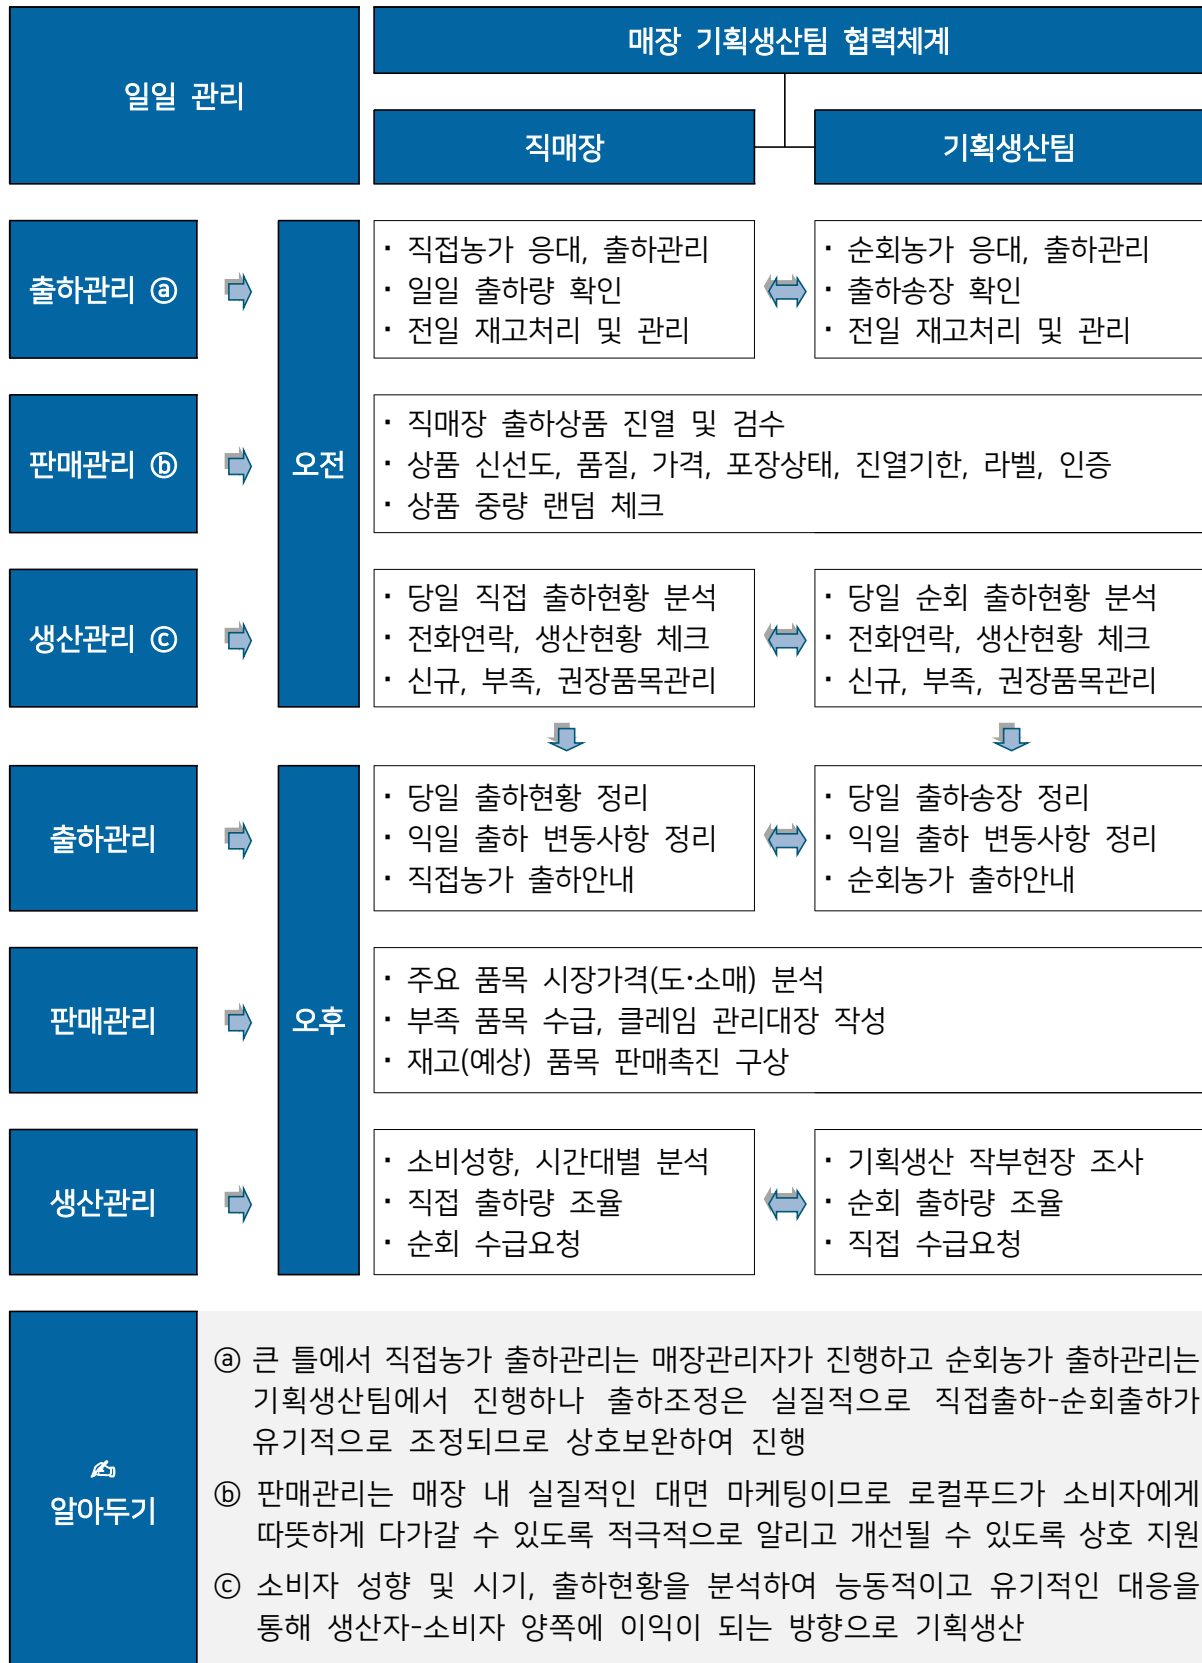 일일 관리
매장 기획생산팀 협력체계
직매장
기획생산팀
출하관리 ⓐ
오전
· 직접농가 응대, 출하관리
· 일일 출하량 확인
· 전일 재고처리 및 관리
· 순회농가 응대, 출하관리
· 출하송장 확인
· 전일 재고처리 및 관리
판매관리 ⓑ
· 직매장 출하상품 진열 및 검수
· 상품 신선도, 품질, 가격, 포장상태, 진열기한, 라벨, 인증
· 상품 중량 랜덤 체크
생산관리 ⓒ
· 당일 직접 출하현황 분석
· 전화연락, 생산현황 체크
· 신규, 부족, 권장품목관리
· 당일 순회 출하현황 분석
· 전화연락, 생산현황 체크
· 신규, 부족, 권장품목관리
출하관리
오후
· 당일 출하현황 정리
· 익일 출하 변동사항 정리
· 직접농가 출하안내
· 당일 출하송장 정리
· 익일 출하 변동사항 정리
· 순회농가 출하안내
판매관리
· 주요 품목 시장가격(도·소매) 분석
· 부족 품목 수급, 클레임 관리대장 작성
· 재고(예상) 품목 판매촉진 구상
생산관리
· 소비성향, 시간대별 분석
· 직접 출하량 조율
· 순회 수급요청
· 기획생산 작부현장 조사
· 순회 출하량 조율
· 직접 수급요청
✍
알아두기
ⓐ 큰 틀에서 직접농가 출하관리는 매장관리자가 진행하고 순회농가 출하관리는
기획생산팀에서 진행하나 출하조정은 실질적으로 직접출하-순회출하가
유기적으로 조정되므로 상호보완하여 진행
ⓑ 판매관리는 매장 내 실질적인 대면 마케팅이므로 로컬푸드가 소비자에게
따뜻하게 다가갈 수 있도록 적극적으로 알리고 개선될 수 있도록 상호 지원
ⓒ 소비자 성향 및 시기, 출하현황을 분석하여 능동적이고 유기적인 대응을
통해 생산자-소비자 양쪽에 이익이 되는 방향으로 기획생산